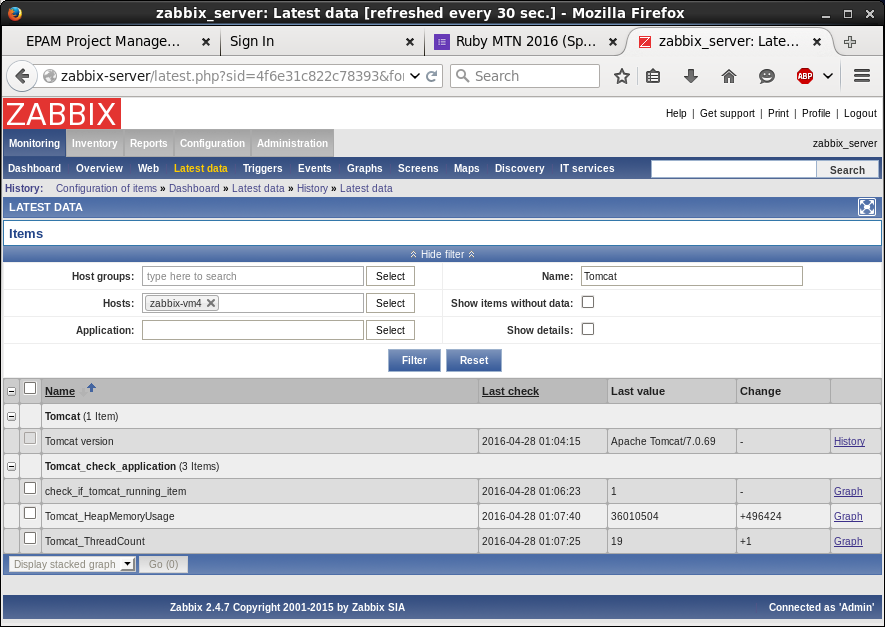 zabbix_server: Latest data [refreshed every 30 sec.] - Mozilla Firefox
EPAM Project Manage... × Sign In × Ruby MTN 2016 (Sp... × zabbix_server: Late... ×
zabbix-server/latest.php?sid=4f6e31c822c78393&fo Search ABP
ZABBIX
Help | Get support | Print | Profile | Logout
Monitoring Inventory Reports Configuration Administration zabbix_server
Dashboard Overview Web Latest data Triggers Events Graphs Screens Maps Discovery IT services Search
History: Configuration of items » Dashboard » Latest data » History » Latest data
LATEST DATA
Items
Hide filter
Host groups: type here to search Select Name: Tomcat
Hosts: zabbix-vm4 Select Show items without data:
Application: Select Show details:
Filter Reset
Name Last check Last value Change
Tomcat (1 Item)
Tomcat version 2016-04-28 01:04:15 Apache Tomcat/7.0.69 - History
Tomcat_check_application (3 Items)
check_if_tomcat_running_item 2016-04-28 01:06:23 1 - Graph
Tomcat_HeapMemoryUsage 2016-04-28 01:07:40 36010504 +496424 Graph
Tomcat_ThreadCount 2016-04-28 01:07:25 19 +1 Graph
Display stacked graph Go (0)
Zabbix 2.4.7 Copyright 2001-2015 by Zabbix SIA Connected as 'Admin'